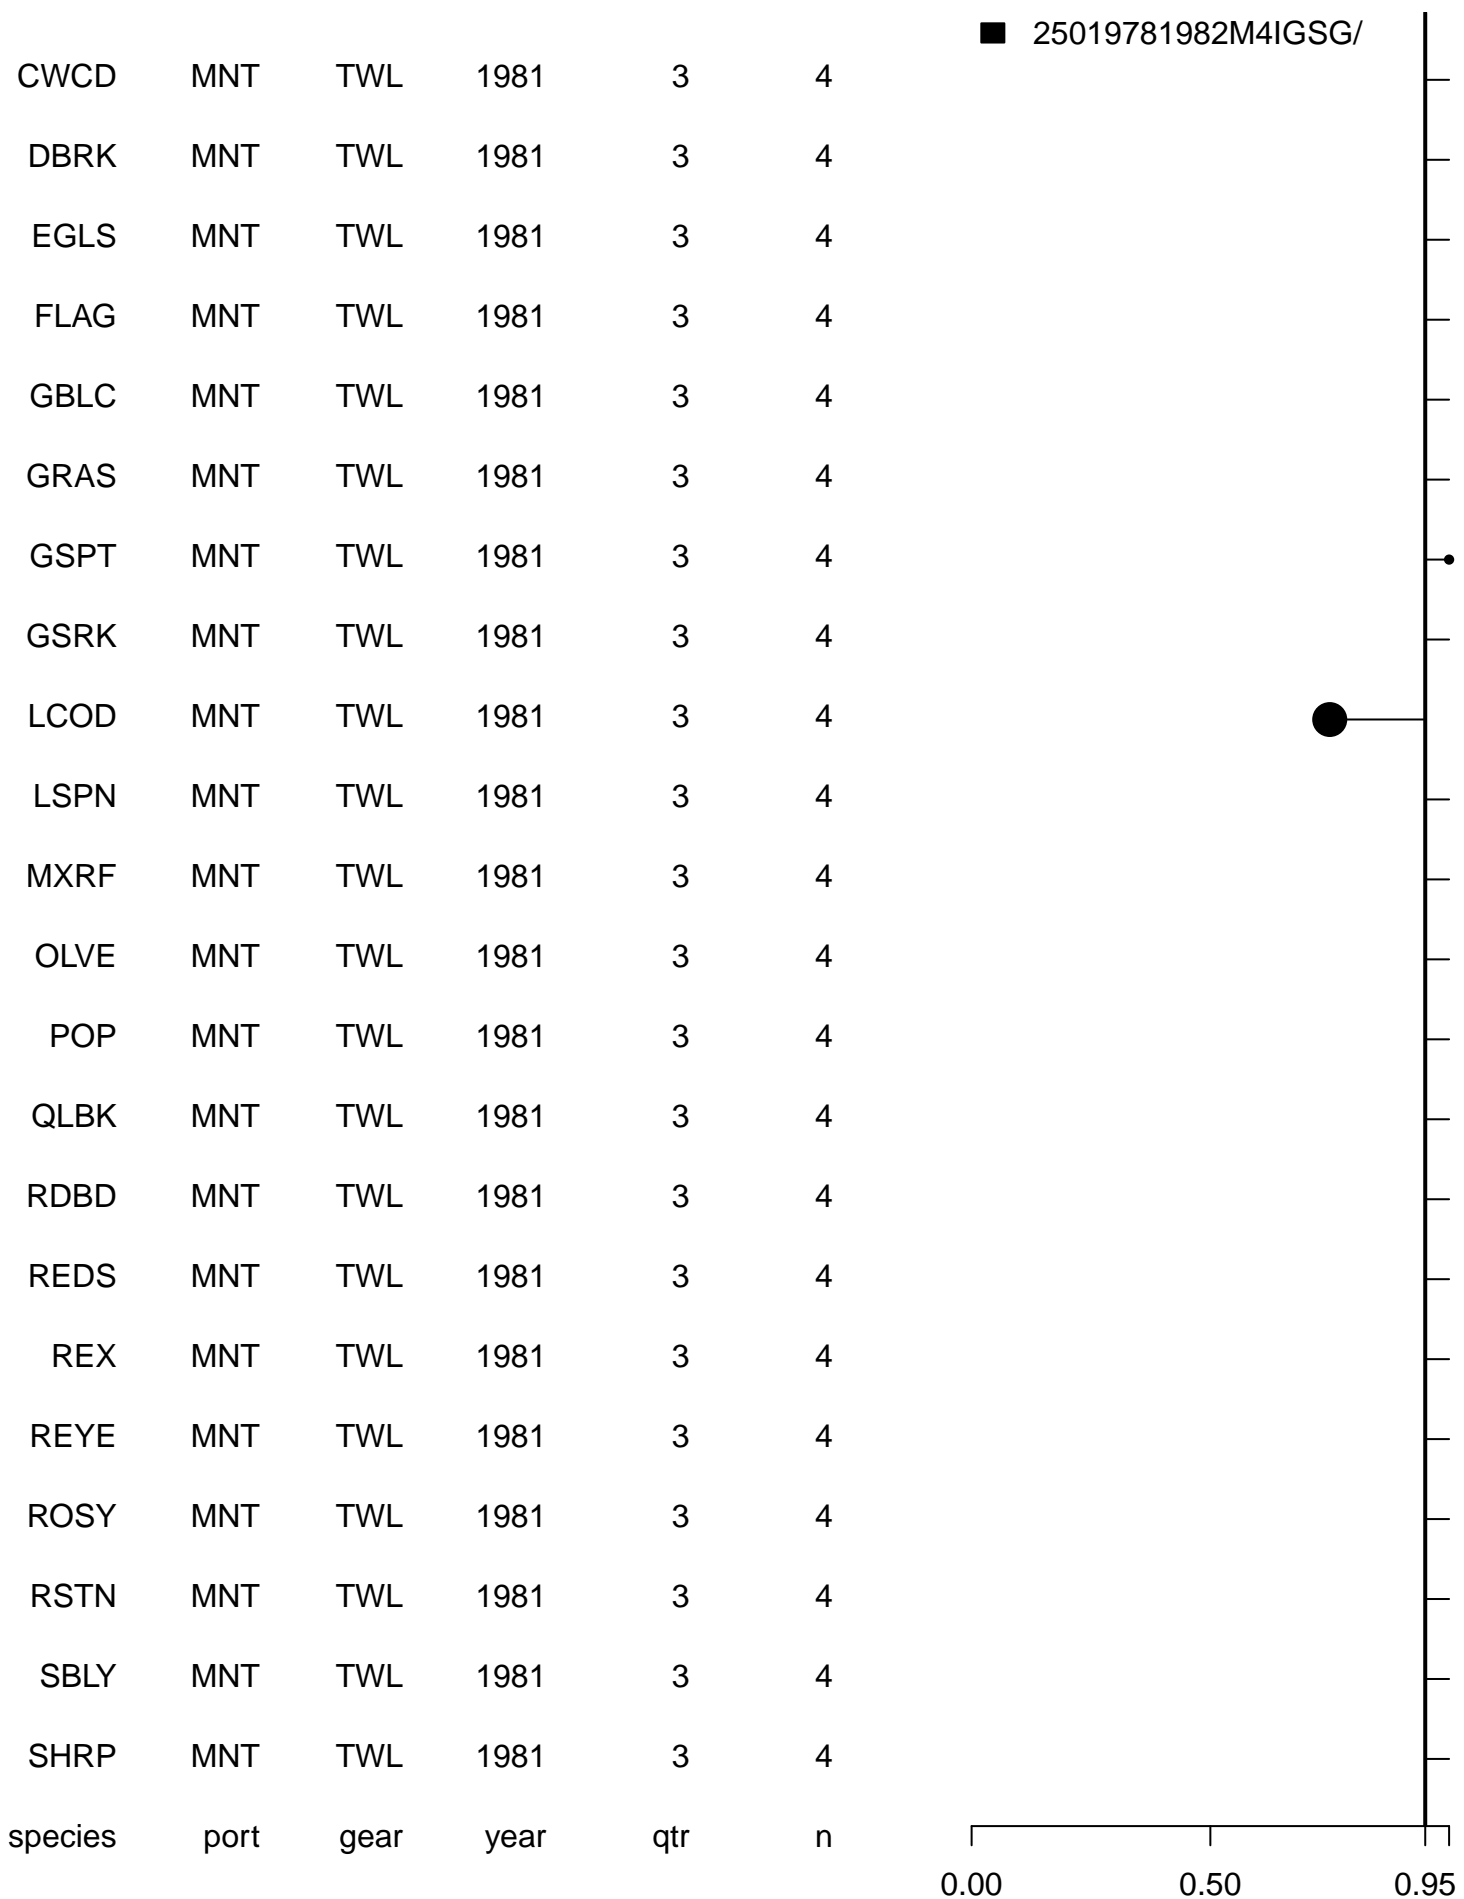 25019781982M4IGSG/
CWCD MNT TWL 1981 3 4
DBRK MNT TWL 1981 3 4
EGLS MNT TWL 1981 3 4
FLAG MNT TWL 1981 3 4
GBLC MNT TWL 1981 3 4
GRAS MNT TWL 1981 3 4
GSPT MNT TWL 1981 3 4
GSRK MNT TWL 1981 3 4
LCOD MNT TWL 1981 3 4
LSPN MNT TWL 1981 3 4
MXRF MNT TWL 1981 3 4
OLVE MNT TWL 1981 3 4
POP MNT TWL 1981 3 4
QLBK MNT TWL 1981 3 4
RDBD MNT TWL 1981 3 4
REDS MNT TWL 1981 3 4
REX MNT TWL 1981 3 4
REYE MNT TWL 1981 3 4
ROSY MNT TWL 1981 3 4
RSTN MNT TWL 1981 3 4
SBLY MNT TWL 1981 3 4
SHRP MNT TWL 1981 3 4
species port gear year qtr n
0.00 0.50 0.95